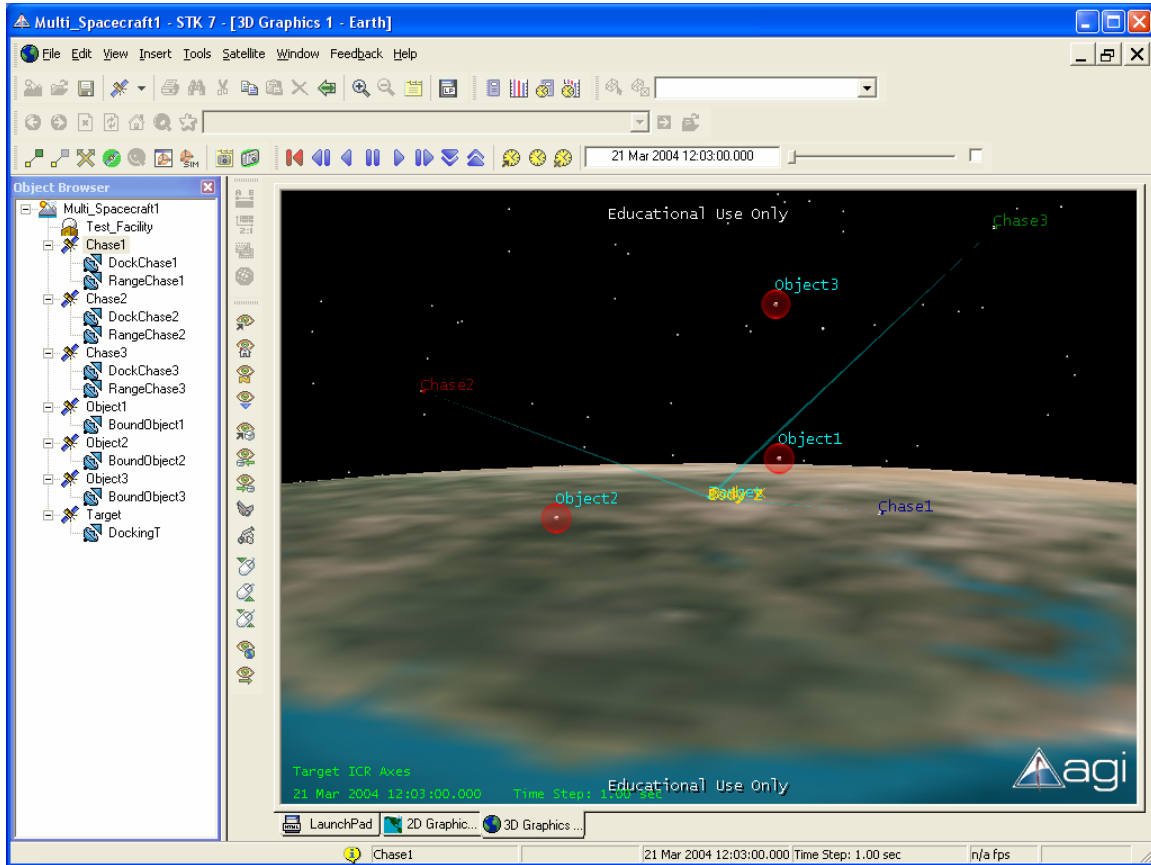 Multi_Spacecraft1 - STK 7 - [3D Graphics 1 - Earth]
File Edit View Insert Tools Satellite Window Feedback Help
SIM
21 Mar 2004 12:03:00.000
Object Browser
Multi_Spacecraft1
Test_Facility
Chase1
DockChase1
RangeChase1
Chase2
DockChase2
RangeChase2
Chase3
DockChase3
RangeChase3
Object1
BoundObject1
Object2
BoundObject2
Object3
BoundObject3
Target
DockingT
Educational Use Only
Chase3
Object3
Chase2
Object1
Object2
Chase1
Target ICR Axes
21 Mar 2004 12:03:00.000 Time Step: 1.00 sec
Educational Use Only
agi
LaunchPad 2D Graphic... 3D Graphics ...
Chase1 21 Mar 2004 12:03:00.000 Time Step: 1.00 sec n/a fps